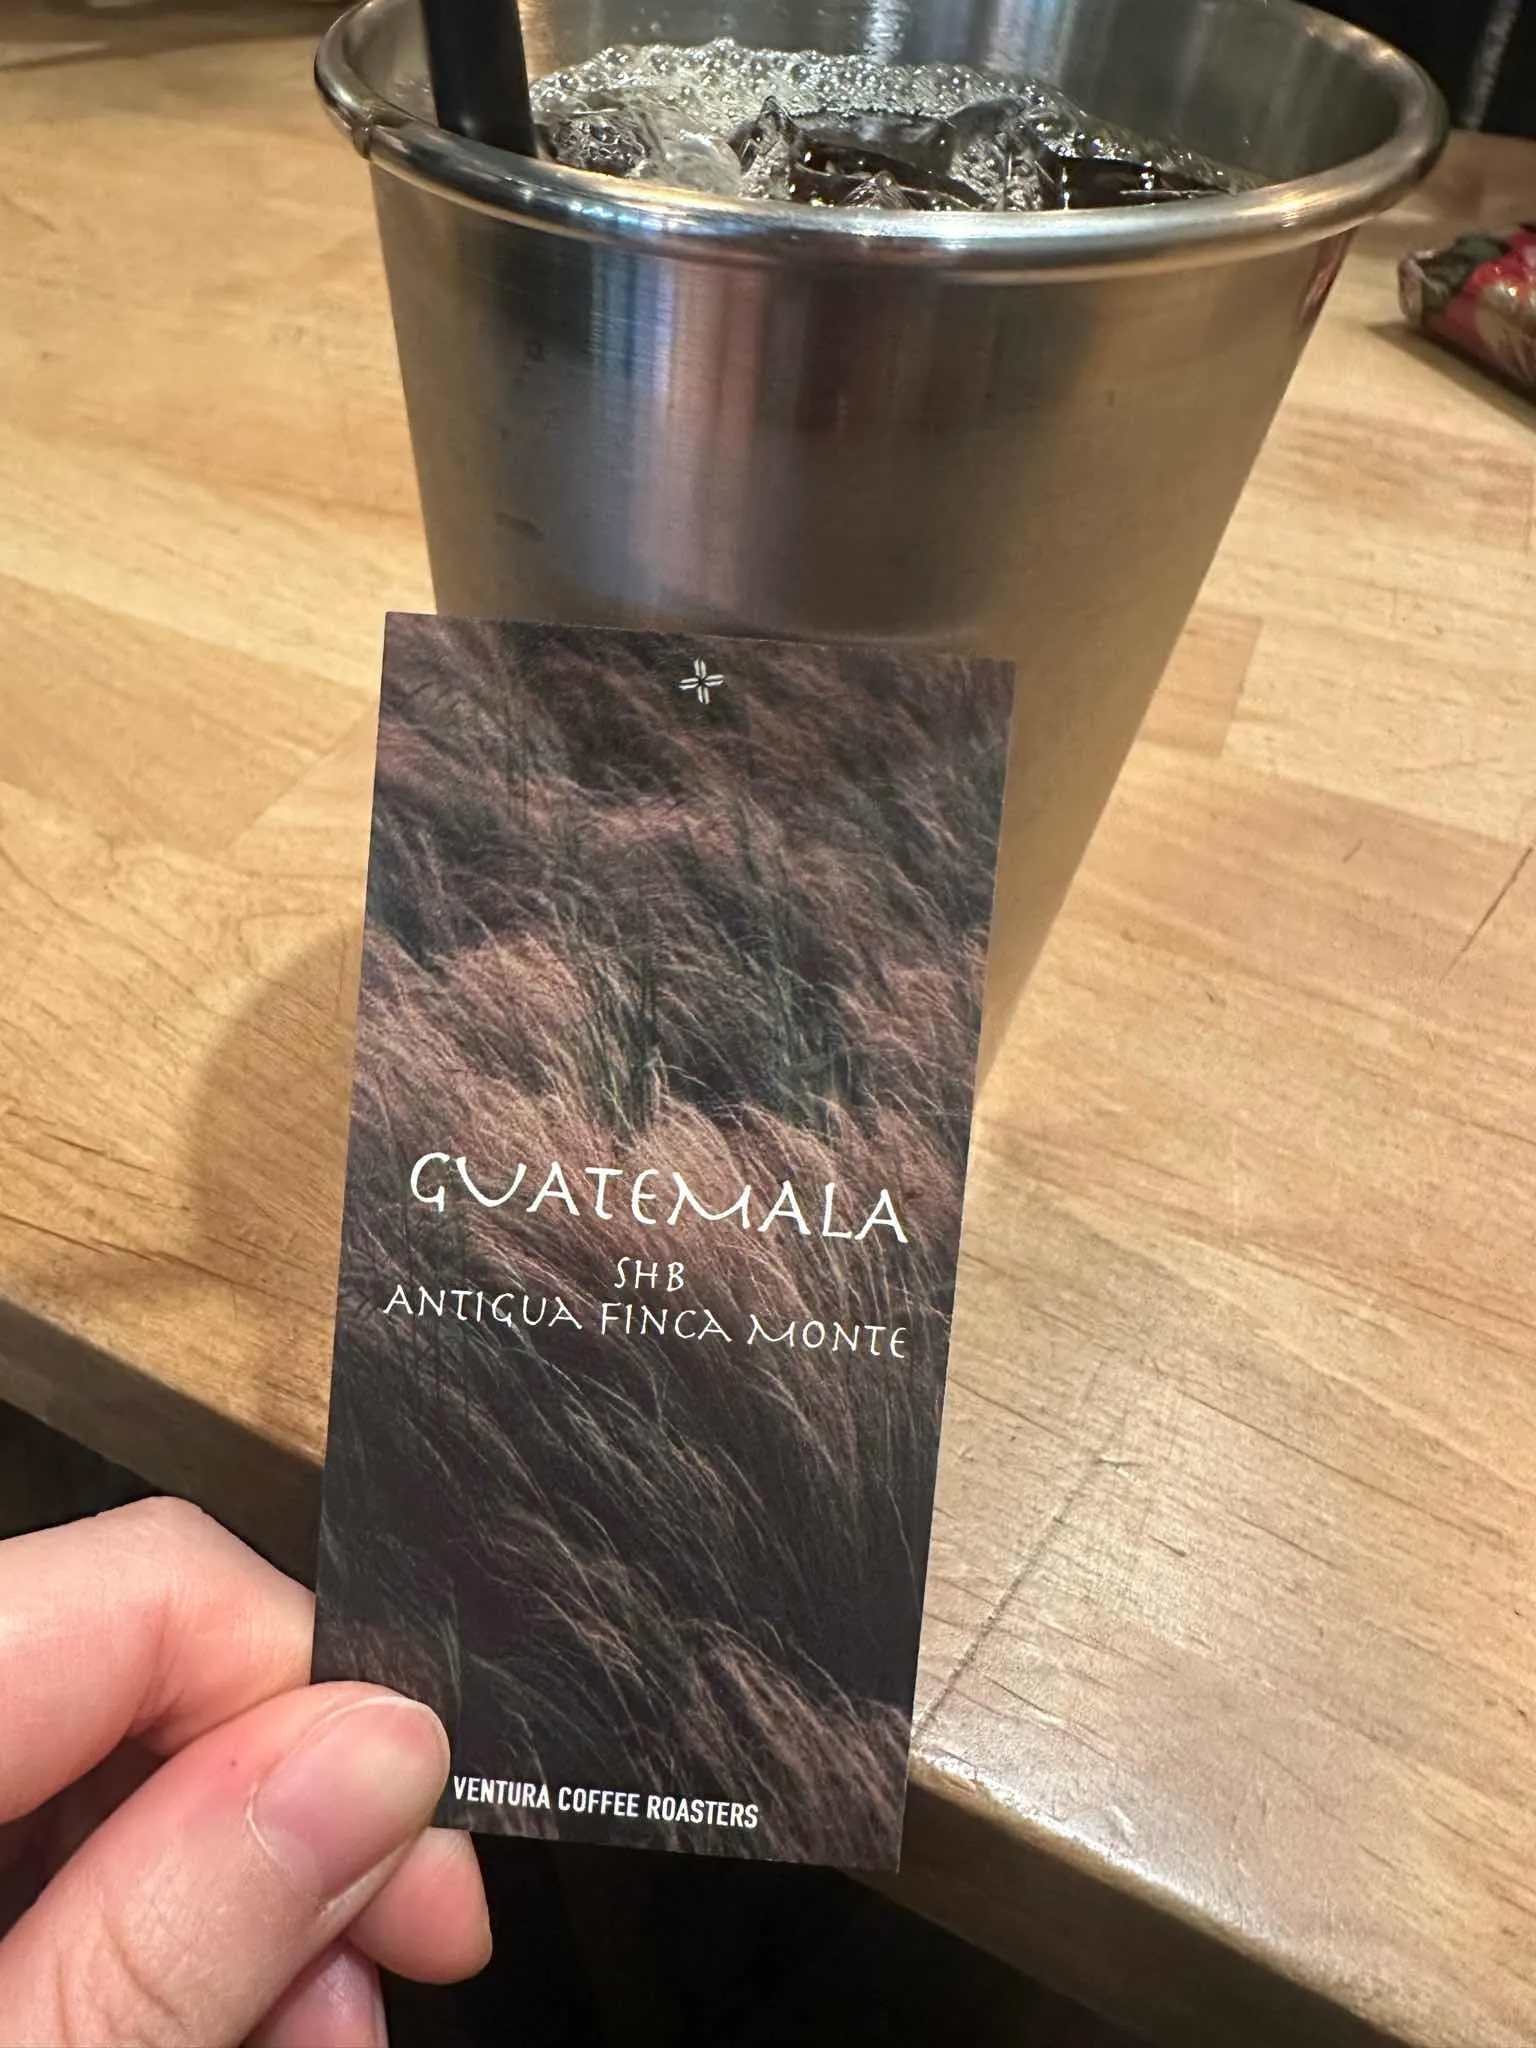 GUATEMALA
SHB
ANTIGUA FINCA MONTE
VENTURA COFFEE ROASTERS